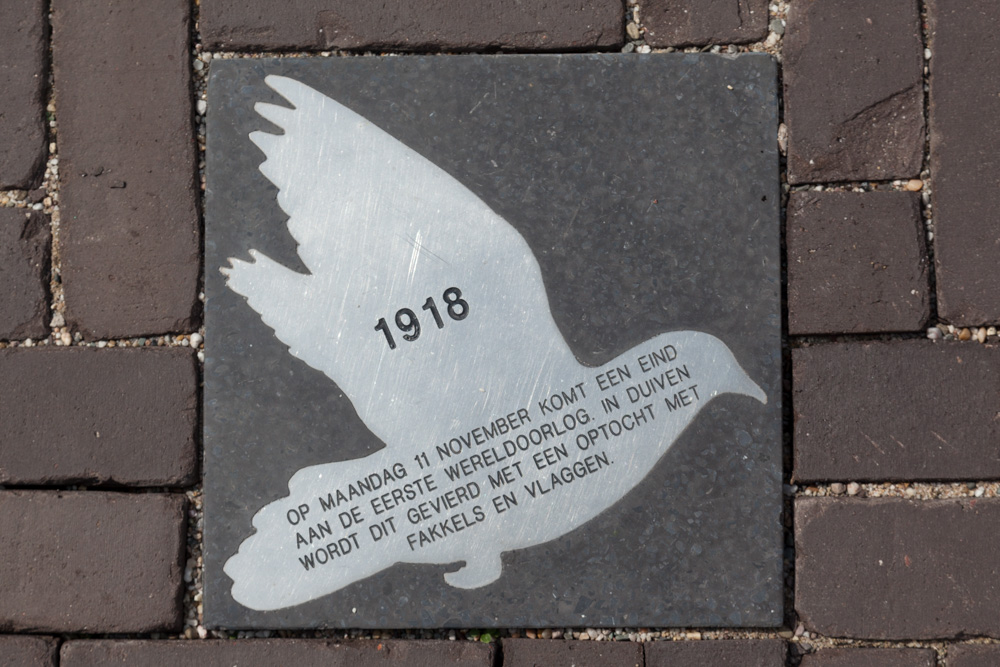 1918
OP MAANDAG 11 NOVEMBER KOMT EEN EIND
AAN DE EERSTE WERELDOORLOG. IN DUIVEN
WORDT DIT GEVIERD MET EEN OPTOCHT MET
FAKKELS EN VLAGGEN.